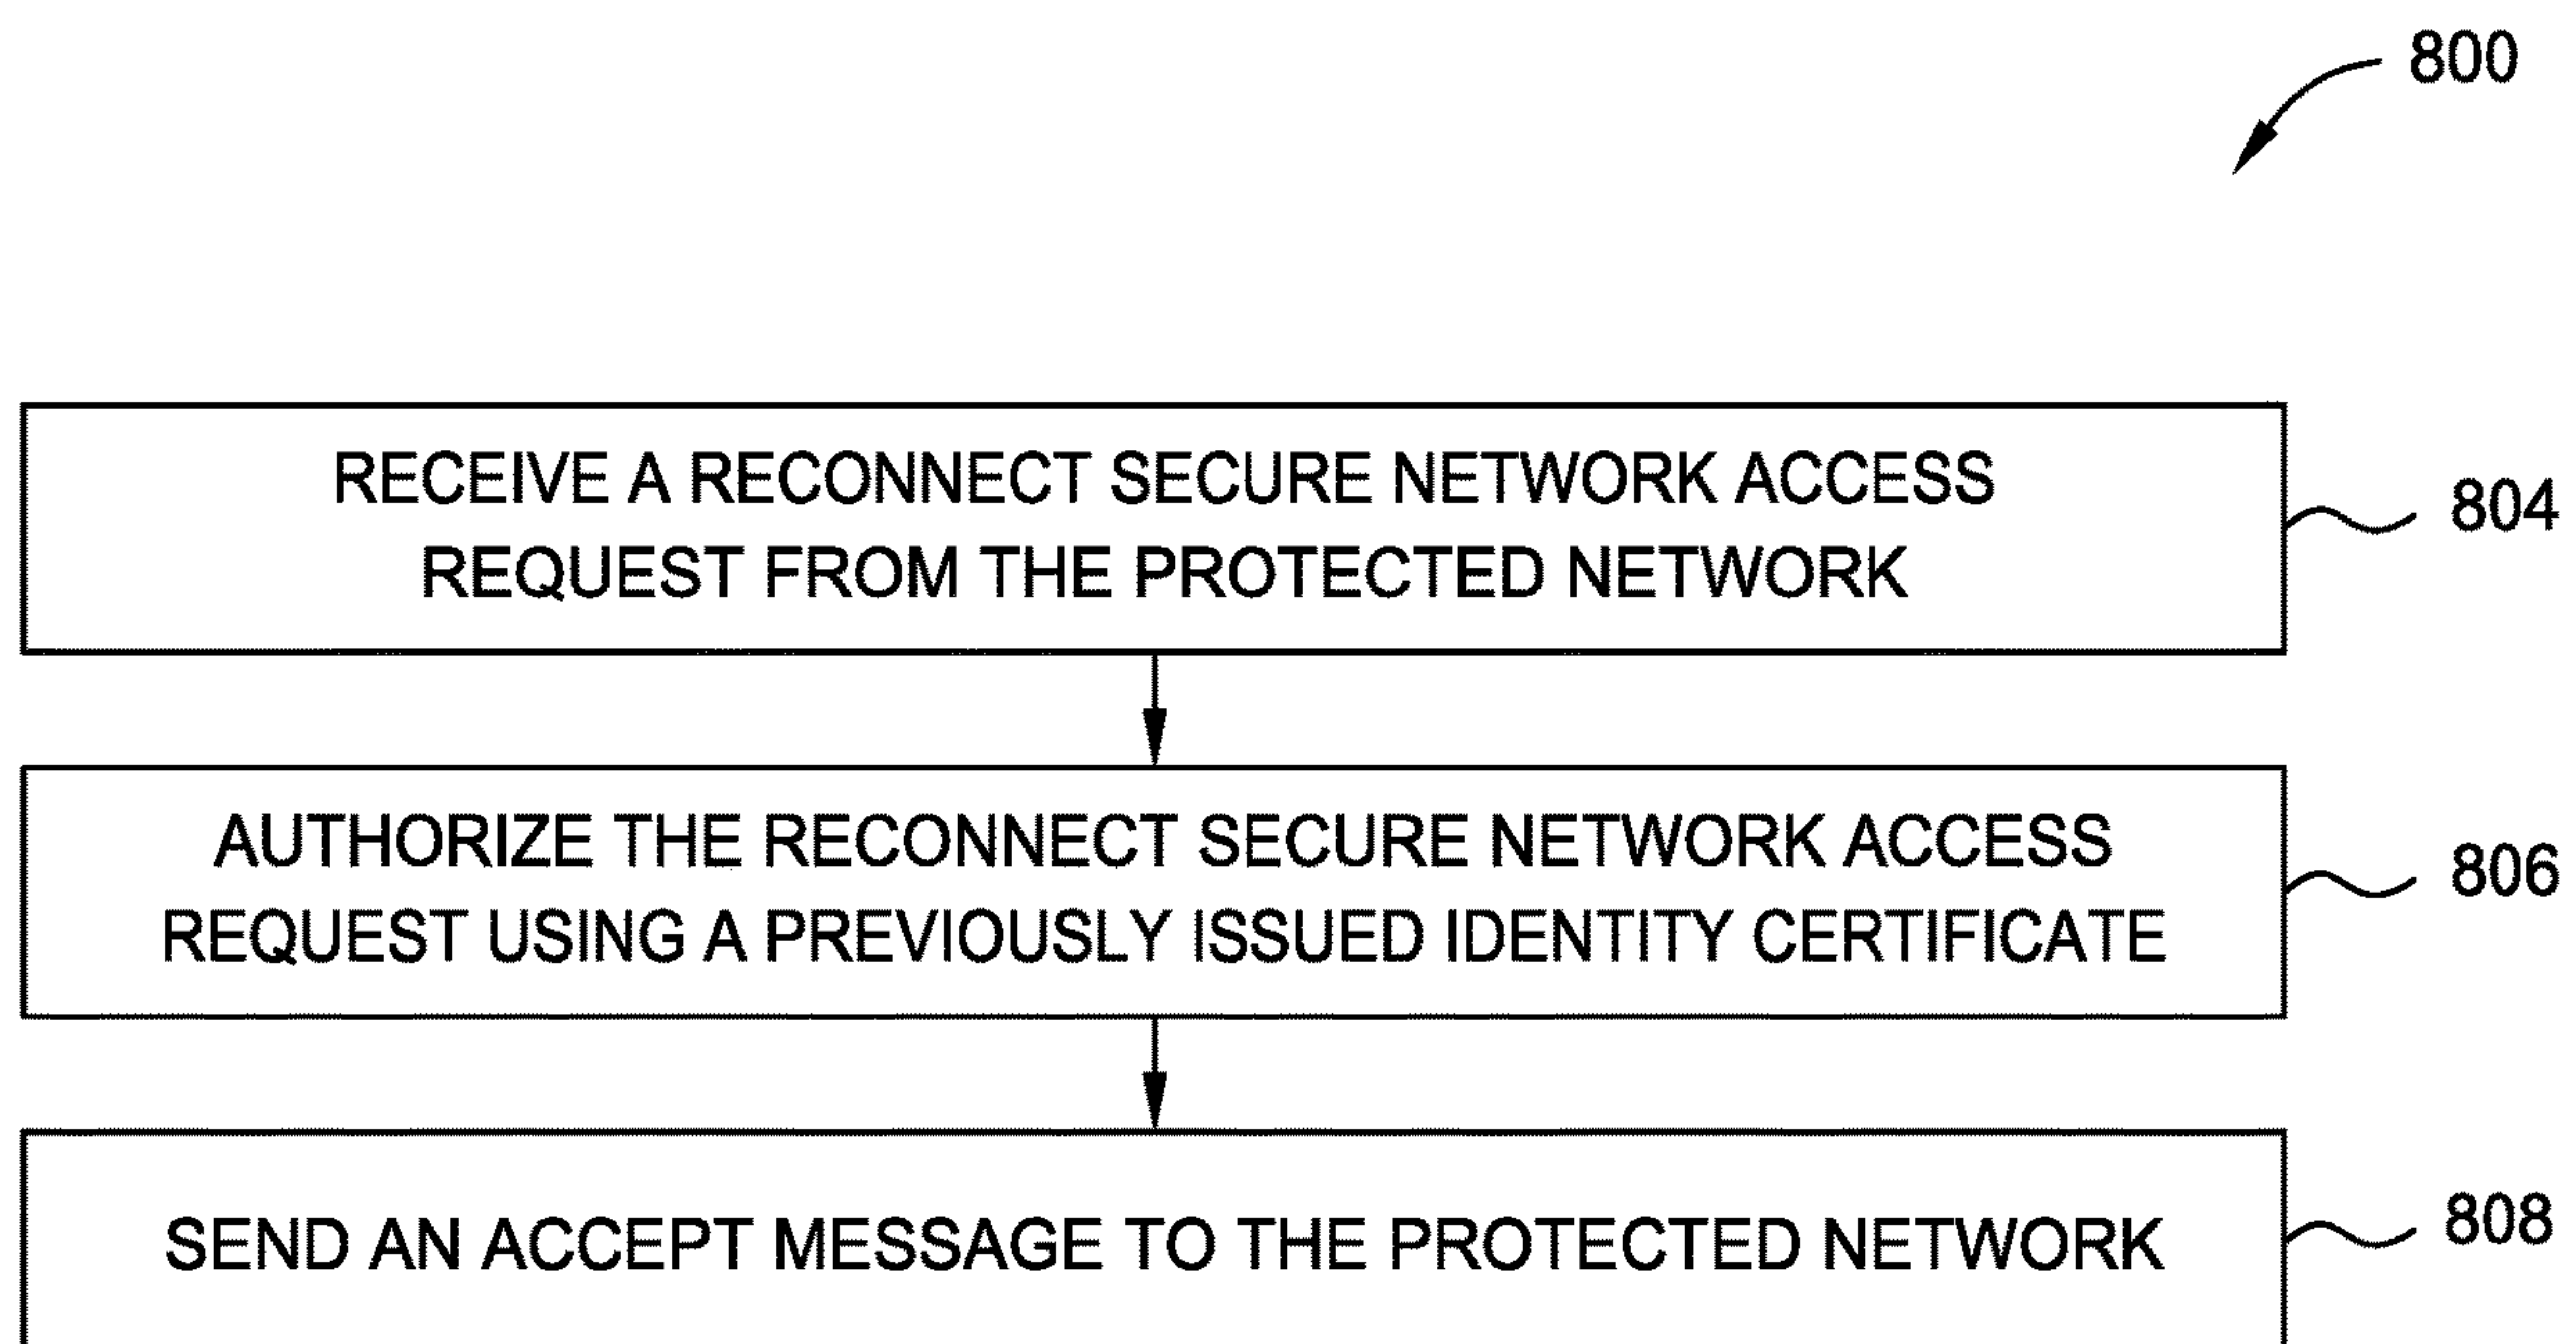 800
RECEIVE A RECONNECT SECURE NETWORK ACCESS
REQUEST FROM THE PROTECTED NETWORK
804
AUTHORIZE THE RECONNECT SECURE NETWORK ACCESS
REQUEST USING A PREVIOUSLY ISSUED IDENTITY CERTIFICATE
806
SEND AN ACCEPT MESSAGE TO THE PROTECTED NETWORK
808